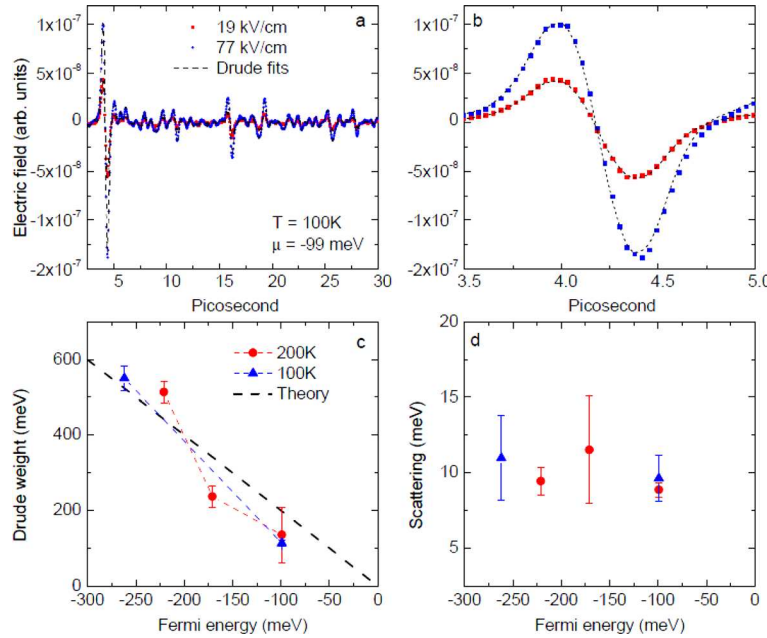 a
19 kV/cm
77 kV/cm
Drude fits
1x10⁻⁷
5x10⁻⁸
0
-5x10⁻⁸
-1x10⁻⁷
-2x10⁻⁷
Electric field (arb. units)
T = 100K
μ = -99 meV
5 10 15 20 25 30
Picosecond
b
1x10⁻⁷
5x10⁻⁸
0
-5x10⁻⁸
-1x10⁻⁷
-2x10⁻⁷
3.5 4.0 4.5 5.0
Picosecond
c
200K
100K
Theory
600
400
200
0
Drude weight (meV)
-300 -250 -200 -150 -100 -50 0
Fermi energy (meV)
d
20
15
10
5
Scattering (meV)
-300 -250 -200 -150 -100 -50 0
Fermi energy (meV)